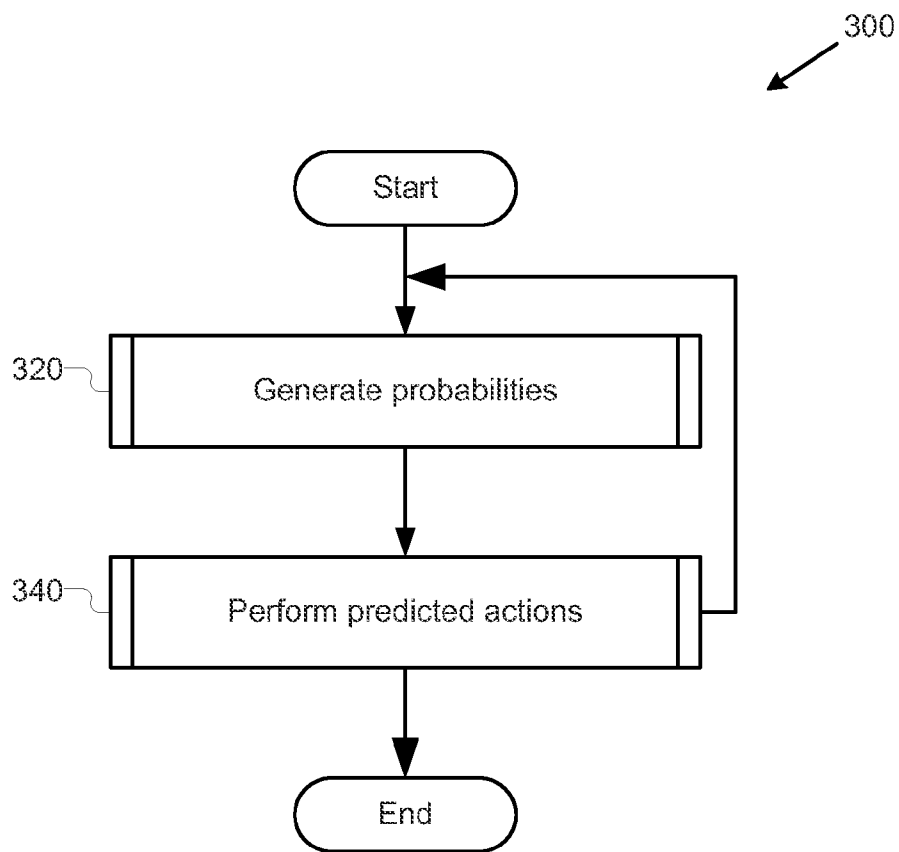 300
Start
320
Generate probabilities
340
Perform predicted actions
End